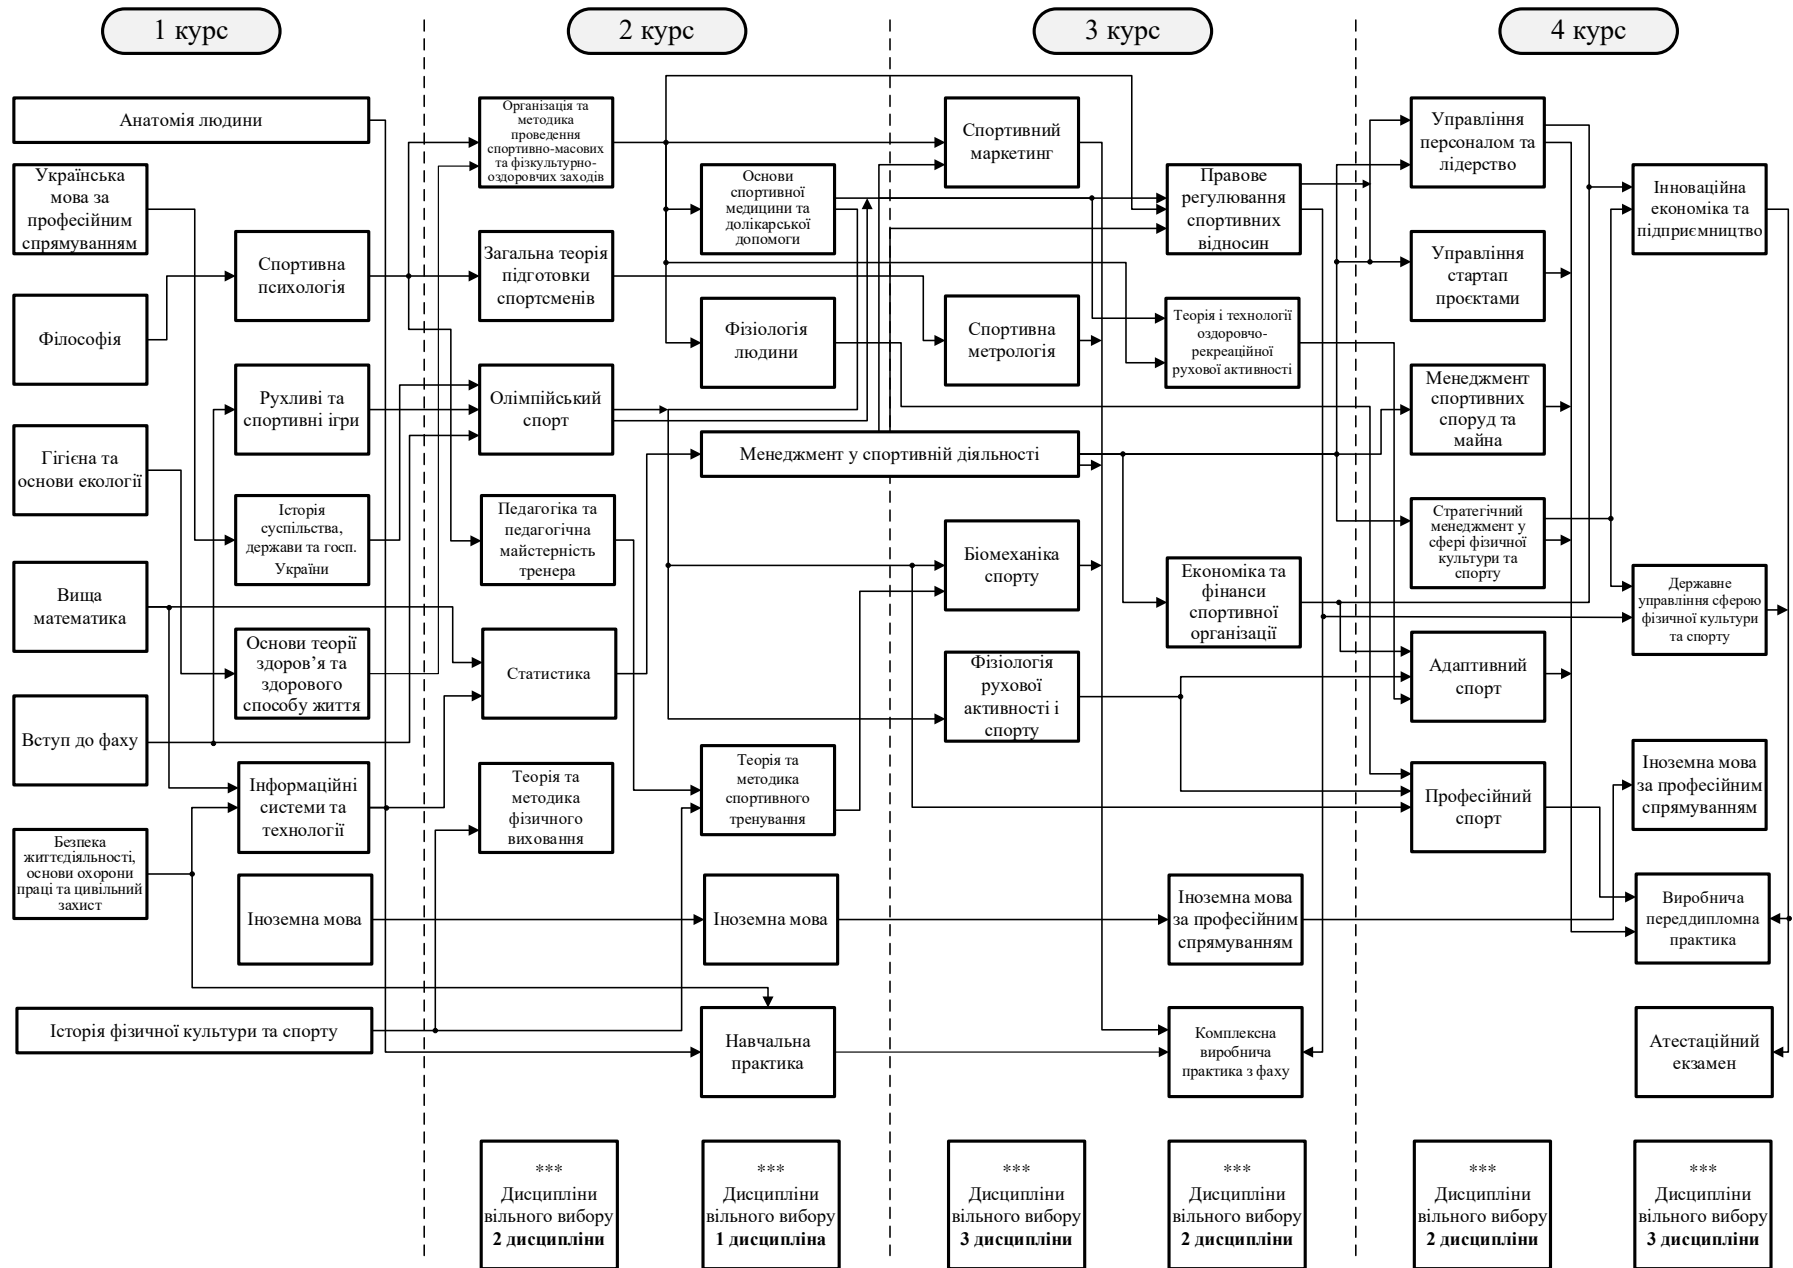 1 курс
2 курс
3 курс
4 курс
Анатомія людини
Українська
мова за
професійним
спрямуванням
Філософія
Гігієна та
основи екології
Вища
математика
Вступ до фаху
Безпека
життєдіяльності,
основи охорони
праці та цивільний
захист
Історія фізичної культури та спорту
Спортивна
психологія
Рухливі та
спортивні ігри
Історія
суспільства,
держави та госп.
України
Основи теорії
здоров’я та
здорового
способу життя
Інформаційні
системи та
технології
Іноземна мова
Організація та
методика
проведення
спортивно-масових
та фізкультурно-
оздоровчих заходів
Загальна теорія
підготовки
спортсменів
Олімпійський
спорт
Педагогіка та
педагогічна
майстерність
тренера
Статистика
Теорія та
методика
фізичного
виховання
Основи
спортивної
медицини та
долікарської
допомоги
Фізіологія
людини
Менеджмент у спортивній діяльності
Теорія та
методика
спортивного
тренування
Іноземна мова
Навчальна
практика
Спортивний
маркетинг
Спортивна
метрологія
Біомеханіка
спорту
Фізіологія
рухової
активності і
спорту
Правове
регулювання
спортивних
відносин
Теорія і технології
оздоровчо-
рекреаційної
рухової активності
Економіка та
фінанси
спортивної
організації
Іноземна мова
за професійним
спрямуванням
Комплексна
виробнича
практика з фаху
Управління
персоналом та
лідерство
Управління
стартап
проєктами
Менеджмент
спортивних
споруд та
майна
Стратегічний
менеджмент у
сфері фізичної
культури та
спорту
Адаптивний
спорт
Професійний
спорт
Інноваційна
економіка та
підприємництво
Державне
управління сферою
фізичної культури
та спорту
Іноземна мова
за професійним
спрямуванням
Виробнича
переддипломна
практика
Атестаційний
екзамен
***
Дисципліни
вільного вибору
2 дисципліни
***
Дисципліни
вільного вибору
1 дисципліна
***
Дисципліни
вільного вибору
3 дисципліни
***
Дисципліни
вільного вибору
2 дисципліни
***
Дисципліни
вільного вибору
2 дисципліни
***
Дисципліни
вільного вибору
3 дисципліни